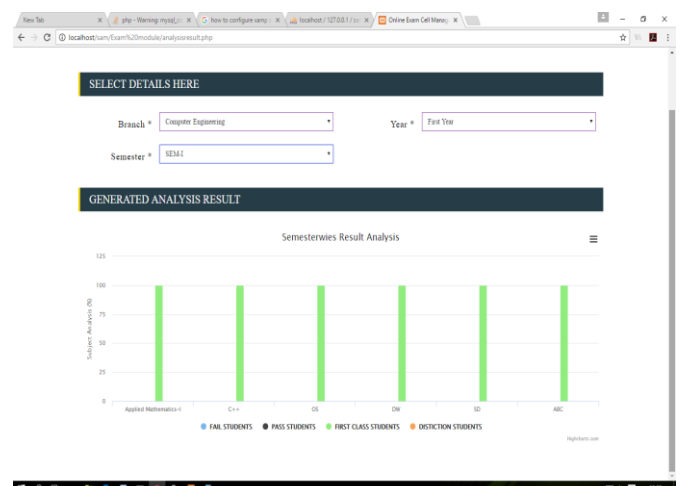 New Tab
php - Warning: mysql_
how to configure xamp
localhost / 127.0.0.1 /
Online Exam Cell Manag
localhost/sam/Exam%20module/analysisresult.php
SELECT DETAILS HERE
Branch * Computer Engineering Year * First Year
Semester * SEM-I
GENERATED ANALYSIS RESULT
Semesterwies Result Analysis
125
100
75
50
25
0
Subject Analysis (%)
Applied Mathematics-I C++ OS DW SD ABC
FAIL STUDENTS PASS STUDENTS FIRST CLASS STUDENTS DISTICTION STUDENTS
Highcharts.com